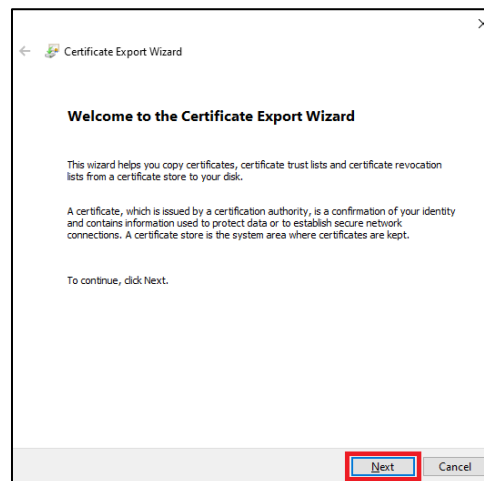 Certificate Export Wizard
Welcome to the Certificate Export Wizard
This wizard helps you copy certificates, certificate trust lists and certificate revocation
lists from a certificate store to your disk.
A certificate, which is issued by a certification authority, is a confirmation of your identity
and contains information used to protect data or to establish secure network
connections. A certificate store is the system area where certificates are kept.
To continue, click Next.
Next Cancel